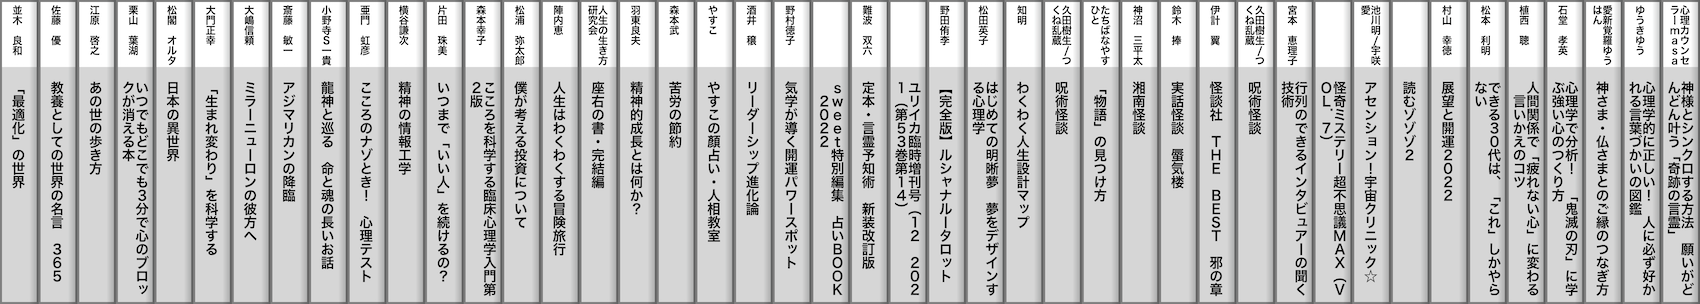 心理カウンセ
ラーmasa
神様とシンクロする方法　願いがど
んどん叶う「奇跡の言霊」
ゆうきゆう
心理学的に正しい！　人に必ず好か
れる言葉づかいの図鑑
愛新覚羅ゆう
はん
神さま・仏さまとのご縁のつなぎ方
石堂　孝英
心理学で分析！　「鬼滅の刃」に学
ぶ強い心のつくり方
植西　聰
人間関係で「疲れない心」に変わる
言いかえのコツ
松本　利明
できる３０代は、「これ」しかやら
ない
村山　幸徳
展望と開運２０２２
読むゾゾゾ２
池川明／宇咲
愛
アセンション！宇宙クリニック☆
怪奇ミステリー超不思議ＭＡＸ（Ｖ
ＯＬ．７）
宮本　恵理子
行列のできるインタビュアーの聞く
技術
久田樹生／つ
くね乱蔵
呪術怪談
伊計　翼
怪談社　ＴＨＥ　ＢＥＳＴ　邪の章
鈴木　捧
実話怪談　蜃気楼
神沼　三平太
湘南怪談
たちばなやす
ひと
「物語」の見つけ方
久田樹生／つ
くね乱蔵
呪術怪談
知明
わくわく人生設計マップ
松田英子
はじめての明晰夢　夢をデザインす
る心理学
野田侑李
【完全版】ルシャナルータロット
ユリイカ臨時増刊号（１２　２０２
１（第５３巻第１４）
難波　双六
定本・言霊予知術　新装改訂版
ｓｗｅｅｔ特別編集　占いＢＯＯＫ
２０２２
野村徳子
気学が導く開運パワースポット
酒井　穣
リーダーシップ進化論
やすこ
やすこの顔占い・人相教室
森本武
苦労の節約
羽東良夫
精神的成長とは何か？
人生の生き方
研究会
座右の書・完結編
陣内恵
人生はわくわくする冒険旅行
松浦　弥太郎
僕が考える投資について
森本幸子
こころを科学する臨床心理学入門第
２版
片田　珠美
いつまで「いい人」を続けるの？
横谷謙次
精神の情報工学
亜門　虹彦
こころのナゾとき！　心理テスト
小野寺Ｓ一貴
龍神と巡る　命と魂の長いお話
斎藤　敏一
アジマリカンの降臨
大嶋信頼
ミラーニューロンの彼方へ
大門正幸
「生まれ変わり」を科学する
松閣　オルタ
日本の異世界
栗山　葉湖
いつでもどこでも３分で心のブロッ
クが消える本
江原　啓之
あの世の歩き方
佐藤　優
教養としての世界の名言　３６５
並木　良和
「最適化」の世界